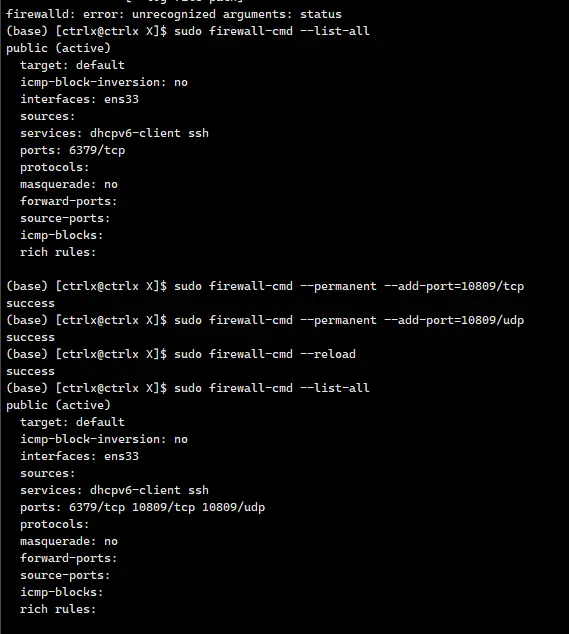 firewalld: error: unrecognized arguments: status
(base) [ctrlx@ctrlx X]$ sudo firewall-cmd --list-all
public (active)
  target: default
  icmp-block-inversion: no
  interfaces: ens33
  sources:
  services: dhcpv6-client ssh
  ports: 6379/tcp
  protocols:
  masquerade: no
  forward-ports:
  source-ports:
  icmp-blocks:
  rich rules:

(base) [ctrlx@ctrlx X]$ sudo firewall-cmd --permanent --add-port=10809/tcp
success
(base) [ctrlx@ctrlx X]$ sudo firewall-cmd --permanent --add-port=10809/udp
success
(base) [ctrlx@ctrlx X]$ sudo firewall-cmd --reload
success
(base) [ctrlx@ctrlx X]$ sudo firewall-cmd --list-all
public (active)
  target: default
  icmp-block-inversion: no
  interfaces: ens33
  sources:
  services: dhcpv6-client ssh
  ports: 6379/tcp 10809/tcp 10809/udp
  protocols:
  masquerade: no
  forward-ports:
  source-ports:
  icmp-blocks:
  rich rules: